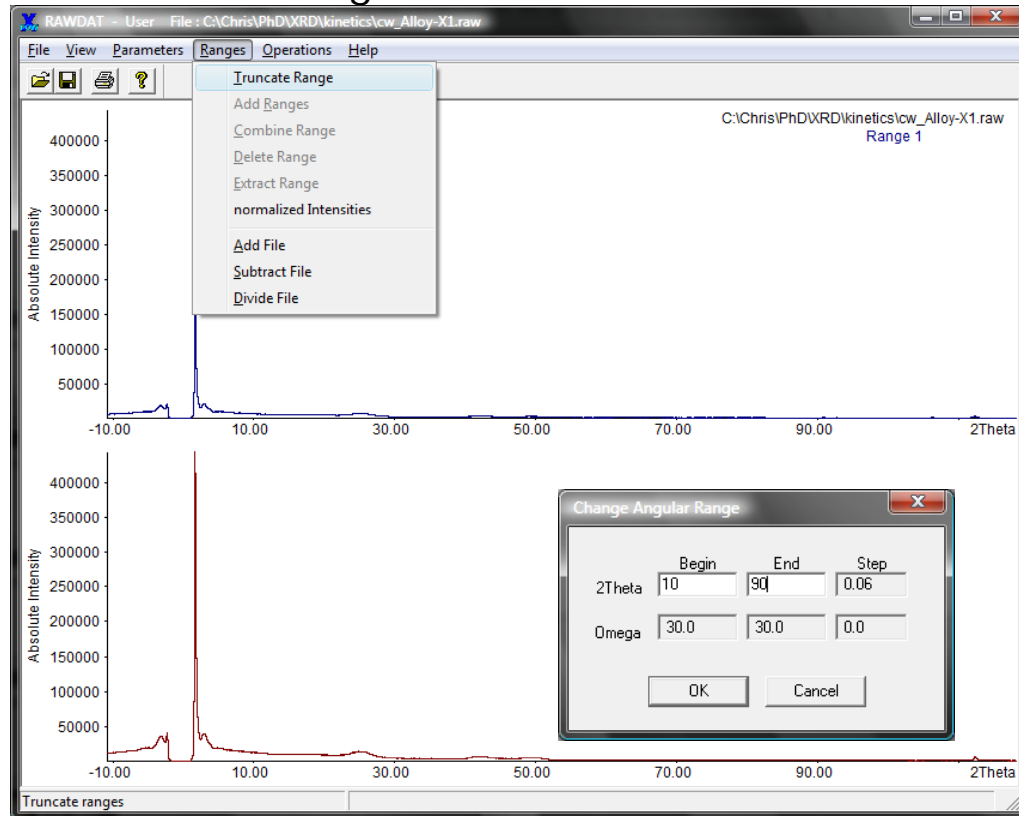 RAWDAT - User File : C:\Chris\PhD\XRD\kinetics\cw_Alloy-X1.raw
File View Parameters Ranges Operations Help
Truncate Range
Add Ranges
Combine Range
Delete Range
Extract Range
normalized Intensities
Add File
Subtract File
Divide File
C:\Chris\PhD\XRD\kinetics\cw_Alloy-X1.raw
Range 1
Absolute Intensity
400000
350000
300000
250000
200000
150000
100000
50000
-10.00 10.00 30.00 50.00 70.00 90.00 2Theta
Absolute Intensity
400000
350000
300000
250000
200000
150000
100000
50000
-10.00 10.00 30.00 50.00 70.00 90.00 2Theta
Change Angular Range
Begin End Step
2Theta 10 90 0.06
Omega 30.0 30.0 0.0
OK Cancel
Truncate ranges